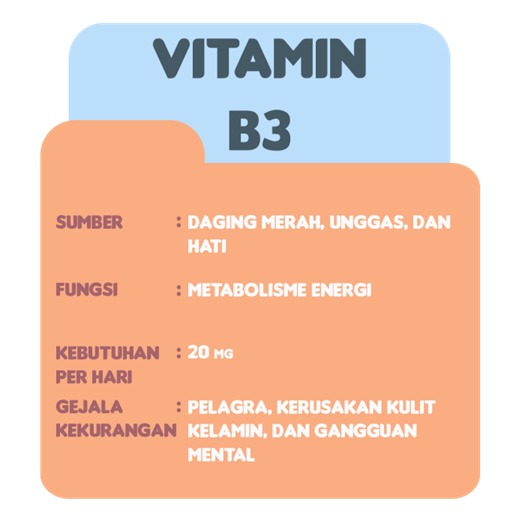 VITAMIN
B3
SUMBER : DAGING MERAH, UNGGAS, DAN
HATI
FUNGSI : METABOLISME ENERGI
KEBUTUHAN : 20 MG
PER HARI
GEJALA : PELAGRA, KERUSAKAN KULIT
KEKURANGAN KELAMIN, DAN GANGGUAN
MENTAL